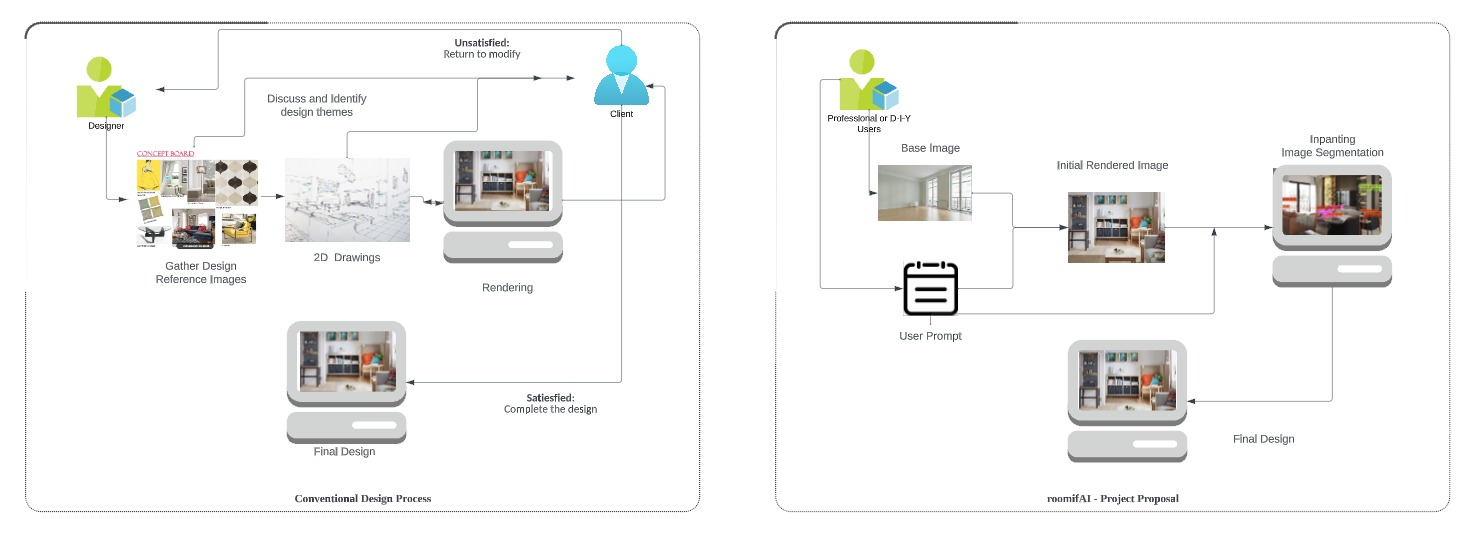 Unsatisfied:
Return to modify
Designer
Discuss and Identify
design themes
Client
CONCEPT BOARD
Gather Design
Reference Images
2D Drawings
Rendering
Satiesfied:
Complete the design
Final Design
Conventional Design Process
Professional or D-I-Y
Users
Base Image
Initial Rendered Image
Inpanting
Image Segmentation
User Prompt
Final Design
roomifAI - Project Proposal